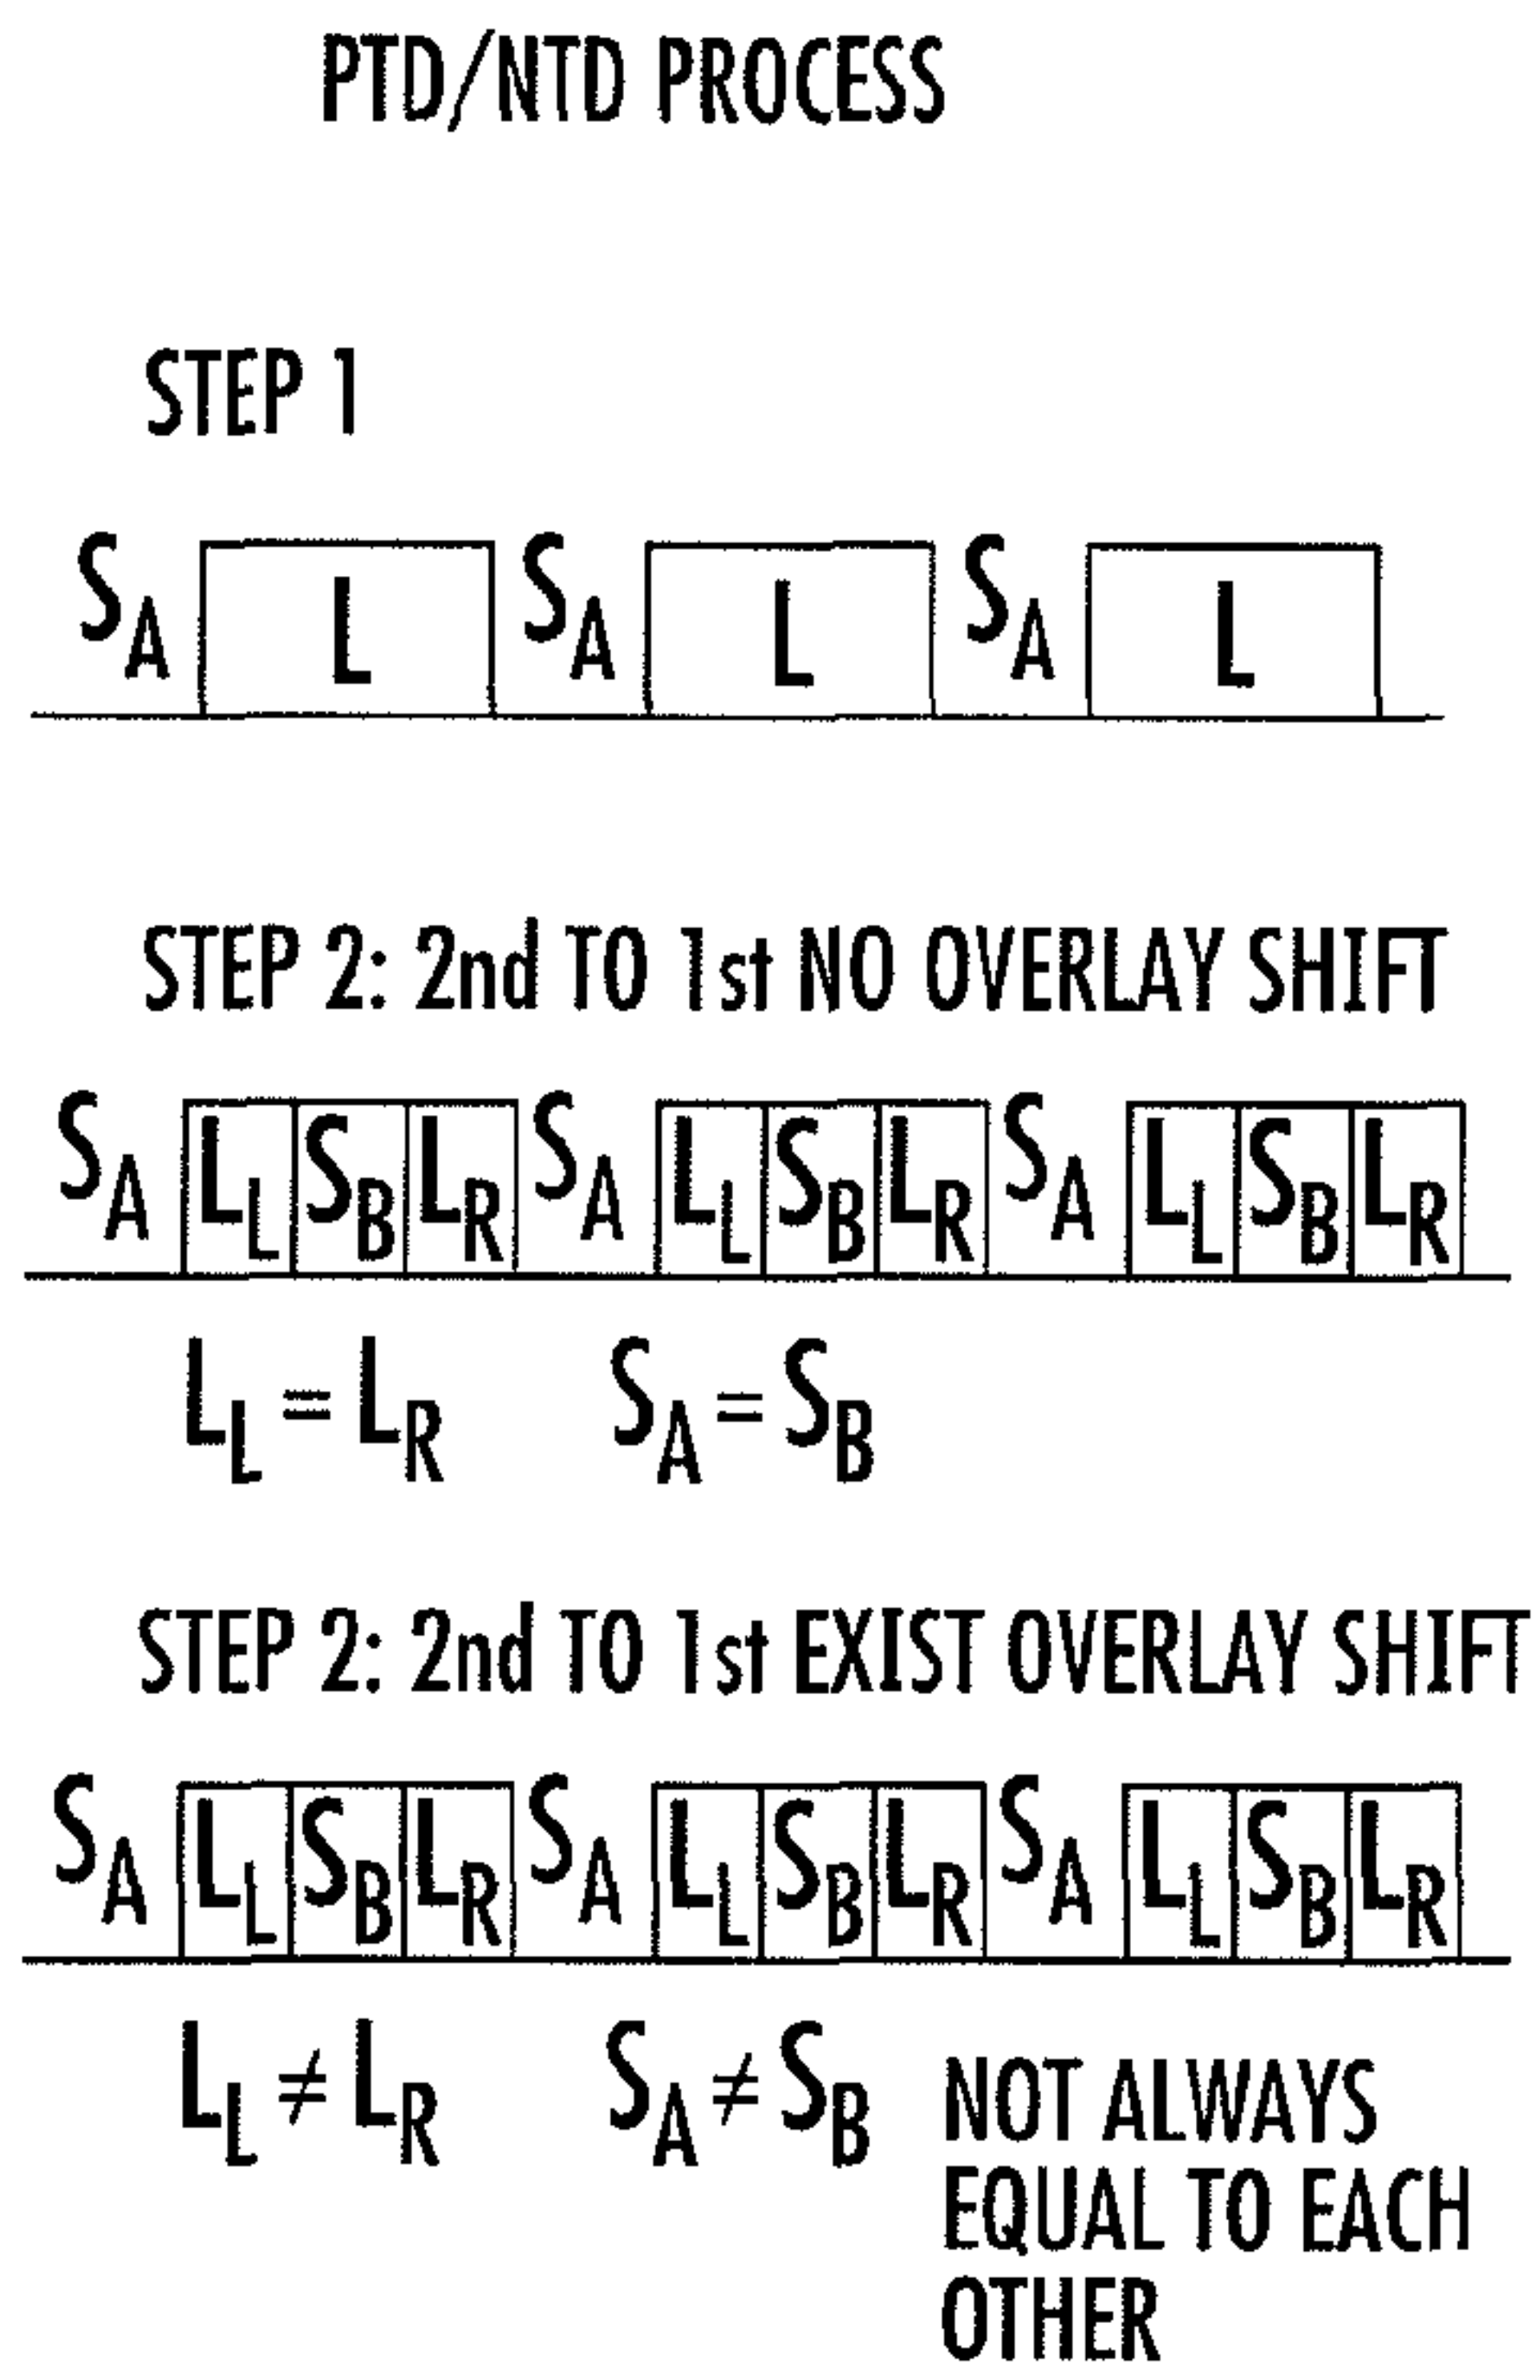 PTD/NTD PROCESS
STEP 1
SA L SA L SA L
STEP 2: 2nd TO 1st NO OVERLAY SHIFT
SA LL SB LR SA LL SB LR SA LL SB LR
LL = LR SA = SB
STEP 2: 2nd TO 1st EXIST OVERLAY SHIFT
SA LL SB LR SA LL SB LR SA LL SB LR
LL ≠ LR SA ≠ SB NOT ALWAYS
EQUAL TO EACH
OTHER